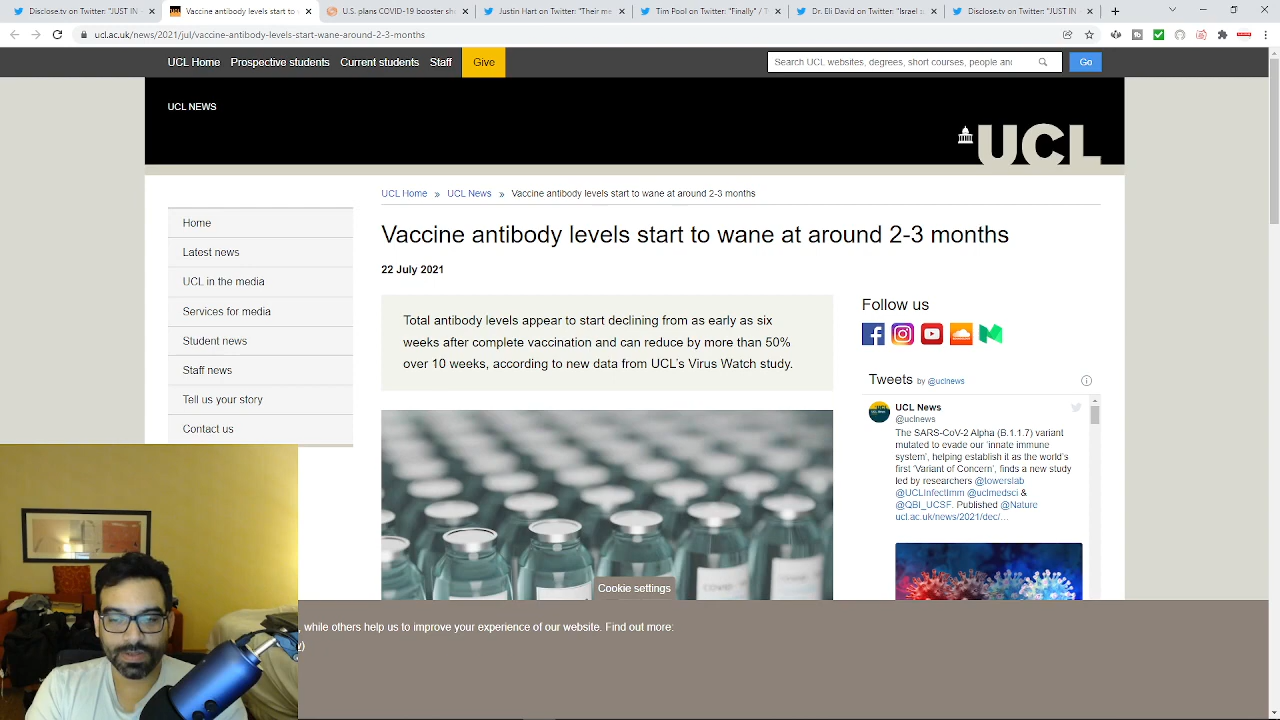 Disclose.tv on Twitter: "JUST IN
Vaccine antibody levels start to
U.S. plans COVID-19 booster sh
Justin Hart on Twitter: "Their m
Tim Pool on Twitter: "Finally" / T
Dr. Eli David on Twitter: "Israel
Disclose.tv on Twitter: "JUST IN
ucl.ac.uk/news/2021/jul/vaccine-antibody-levels-start-wane-around-2-3-months
UCL Home Prospective students Current students Staff Give
Search UCL websites, degrees, short courses, people an
Go
UCL NEWS
UCL
UCL Home » UCL News » Vaccine antibody levels start to wane at around 2-3 months
Home
Latest news
UCL in the media
Services for media
Student news
Staff news
Tell us your story
Contact us
Vaccine antibody levels start to wane at around 2-3 months
22 July 2021
Total antibody levels appear to start declining from as early as six
weeks after complete vaccination and can reduce by more than 50%
over 10 weeks, according to new data from UCL's Virus Watch study.
Follow us
Tweets by @uclnews
UCL News
@uclnews
The SARS-CoV-2 Alpha (B.1.1.7) variant
mutated to evade our 'innate immune
system', helping establish it as the world's
first 'Variant of Concern', finds a new study
led by researchers @towerslab
@UCLInfectImm @uclmedsci &
@QBI_UCSF. Published @Nature
ucl.ac.uk/news/2021/dec/…
Cookie settings
while others help us to improve your experience of our website. Find out more: